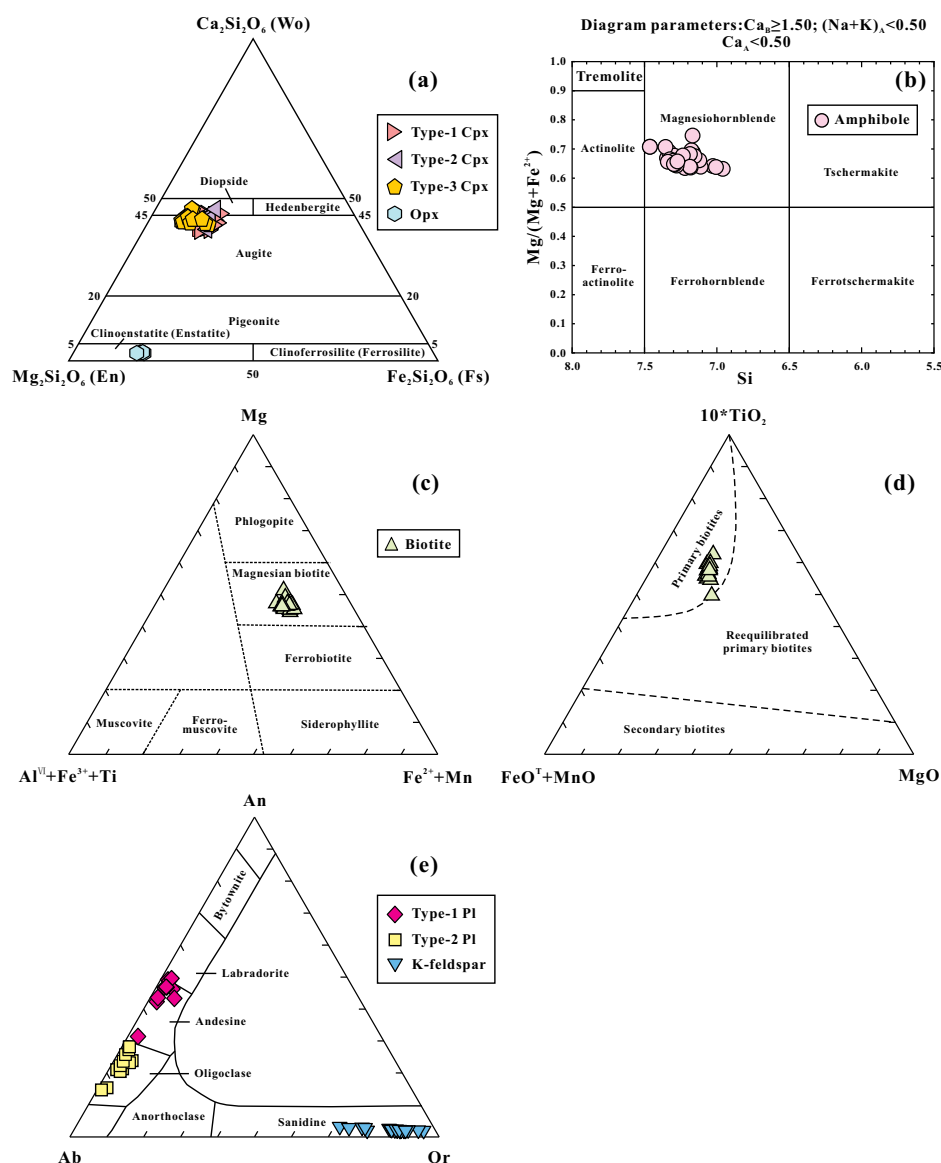 Ca2Si2O6 (Wo)
(a)
Type-1 Cpx
Type-2 Cpx
Type-3 Cpx
Opx
Diopside
50
50
Hedenbergite
45
45
Augite
20
20
Pigeonite
Clinoenstatite (Enstatite)
5
5
Clinoferrosilite (Ferrosilite)
Mg2Si2O6 (En)
50
Fe2Si2O6 (Fs)
Diagram parameters:CaB≥1.50; (Na+K)A<0.50
CaA<0.50
(b)
Mg/(Mg+Fe2+)
1.0
0.9
0.8
0.7
0.6
0.5
0.4
0.3
0.2
0.1
0.0
Tremolite
Magnesiohornblende
Amphibole
Actinolite
Tschermakite
Ferro-
actinolite
Ferrohornblende
Ferrotschermakite
8.0
7.5
7.0
6.5
6.0
5.5
Si
Mg
(c)
Phlogopite
Biotite
Magnesian biotite
Ferrobiotite
Muscovite
Ferro-
muscovite
Siderophyllite
AlVI+Fe3++Ti
Fe2++Mn
10*TiO2
(d)
Primary biotites
Reequilibrated
primary biotites
Secondary biotites
FeOT+MnO
MgO
An
(e)
Bytownite
Type-1 Pl
Type-2 Pl
K-feldspar
Labradorite
Andesine
Oligoclase
Anorthoclase
Sanidine
Ab
Or